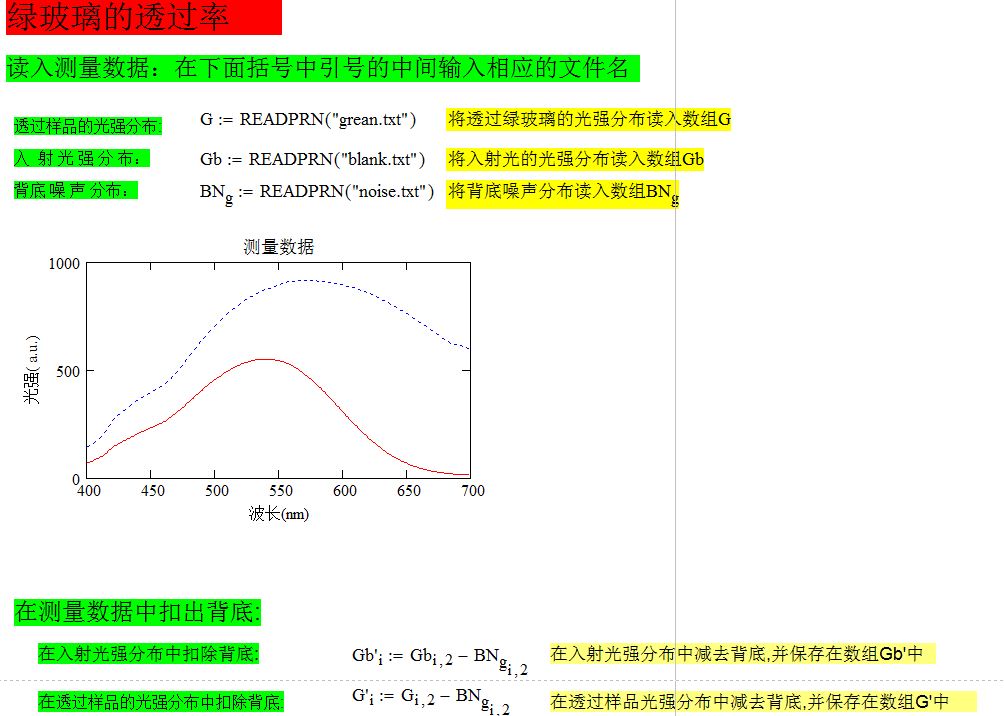 绿玻璃的透过率
读入测量数据：在下面括号中引号的中间输入相应的文件名
透过样品的光强分布: G := READPRN("grean.txt") 将透过绿玻璃的光强分布读入数组G
入射光强分布： Gb := READPRN("blank.txt") 将入射光的光强分布读入数组Gb
背底噪声分布： BNg := READPRN("noise.txt") 将背底噪声分布读入数组BNg
测量数据
1000
500
0
光强( a.u.)
400 450 500 550 600 650 700
波长(nm)
在测量数据中扣出背底:
在入射光强分布中扣除背底: Gb'i := Gbi,2 − BNgi,2 在入射光强分布中减去背底,并保存在数组Gb'中
在透过样品的光强分布中扣除背底: G'i := Gi,2 − BNgi,2 在透过样品光强分布中减去背底,并保存在数组G'中